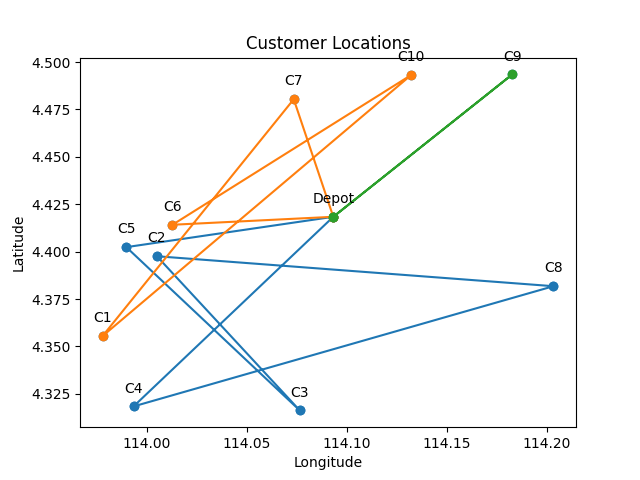 Customer Locations
4.500
4.475
4.450
4.425
4.400
4.375
4.350
4.325
Latitude
C10
C9
C7
Depot
C6
C5
C2
C8
C1
C4
C3
114.00
114.05
114.10
114.15
114.20
Longitude